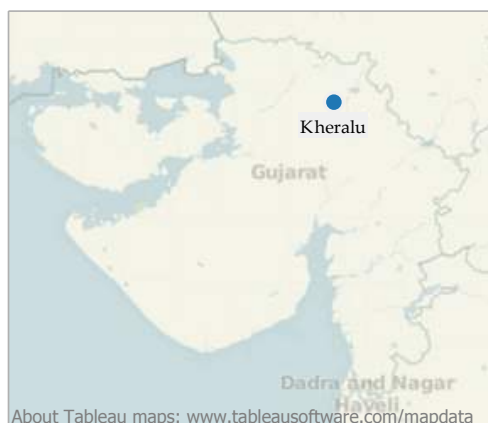 Kheralu
Gujarat
Dadra and Nagar
Haveli
About Tableau maps: www.tableausoftware.com/mapdata